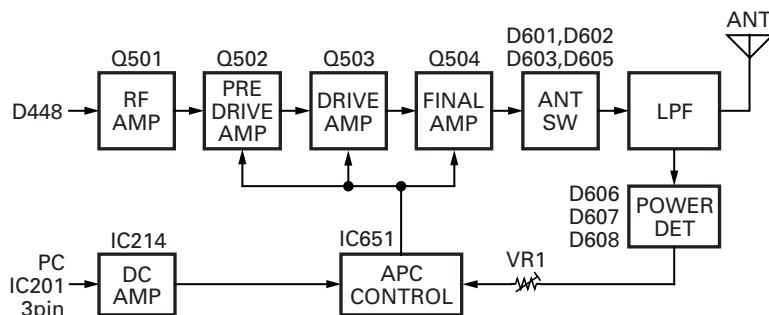 ANT
Q501
Q502
Q503
Q504
D601,D602
D603,D605
D448
RF
AMP
PRE
DRIVE
AMP
DRIVE
AMP
FINAL
AMP
ANT
SW
LPF
D606
D607
D608
POWER
DET
IC214
IC651
VR1
PC
IC201
3pin
DC
AMP
APC
CONTROL